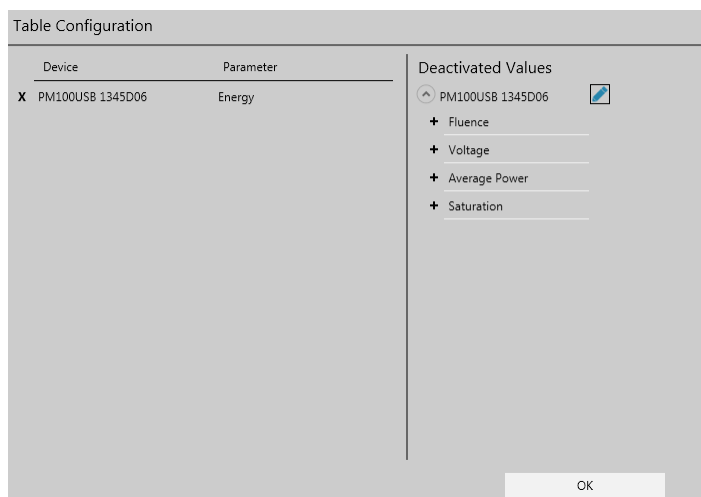 Table Configuration
Device Parameter
X PM100USB 1345D06 Energy
Deactivated Values
PM100USB 1345D06
+ Fluence
+ Voltage
+ Average Power
+ Saturation
OK